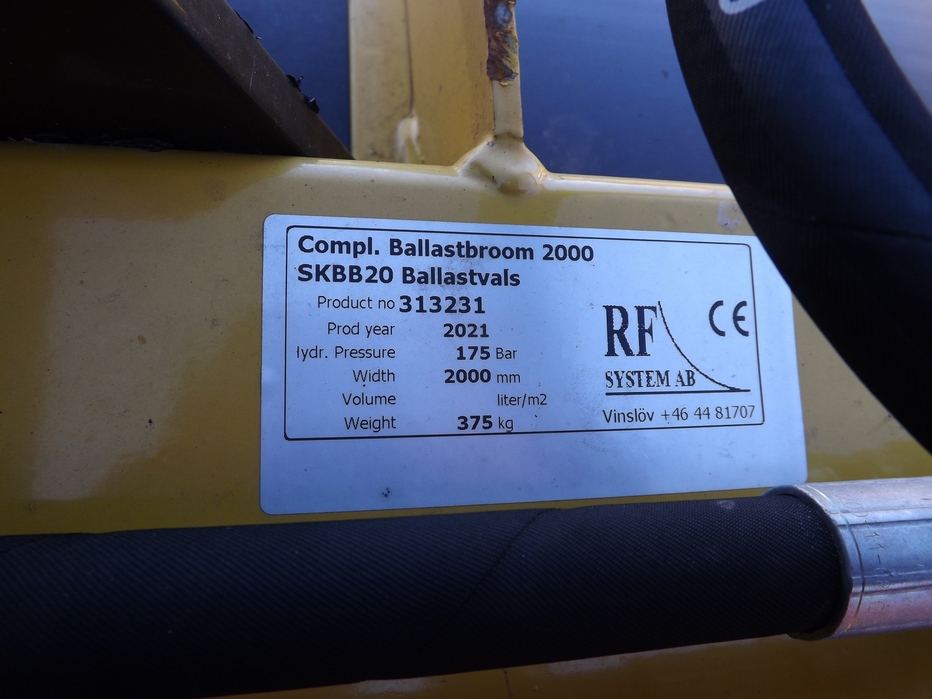 Compl. Ballastbroom 2000
SKBB20 Ballastvals
Product no 313231
Prod year 2021
Hydr. Pressure 175 Bar
Width 2000 mm
Volume liter/m2
Weight 375 kg
RF
SYSTEM AB
CE
Vinslöv +46 44 81707